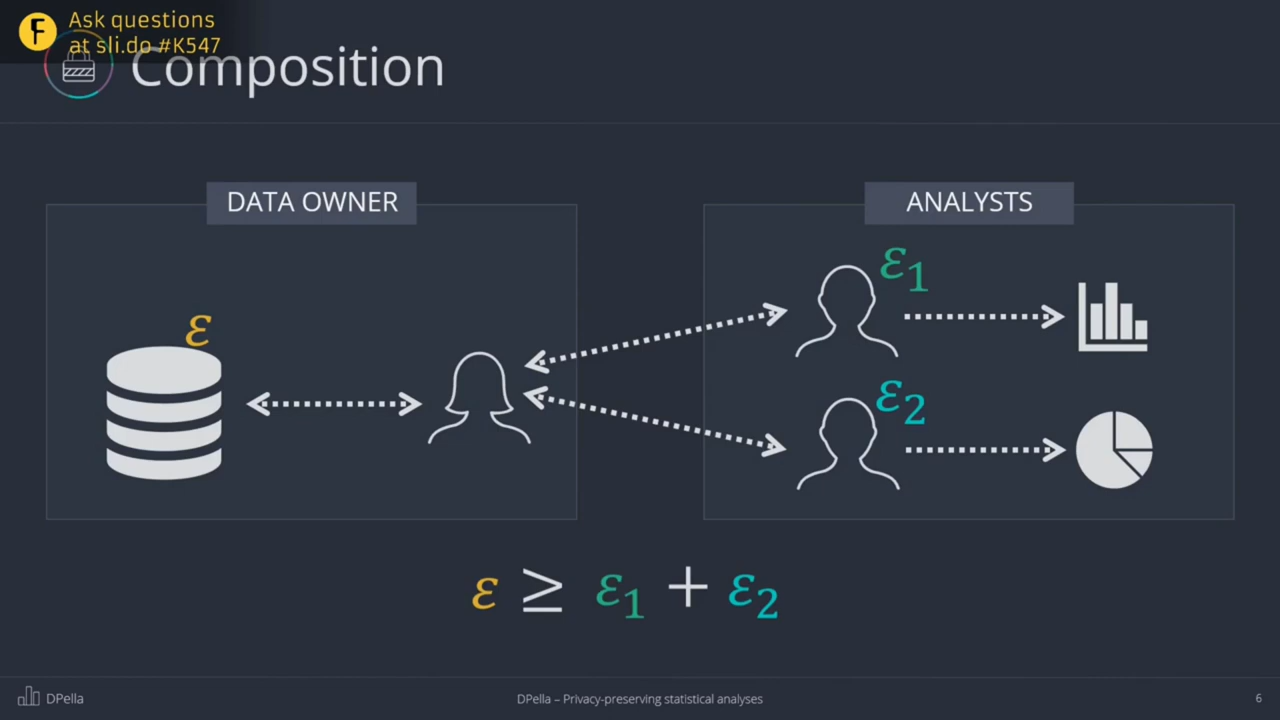 Ask questions
at sli.do #K547
Composition
DATA OWNER
ANALYSTS
ε
ε₁
ε₂
ε ≥ ε₁ + ε₂
DPella
DPella – Privacy-preserving statistical analyses
6